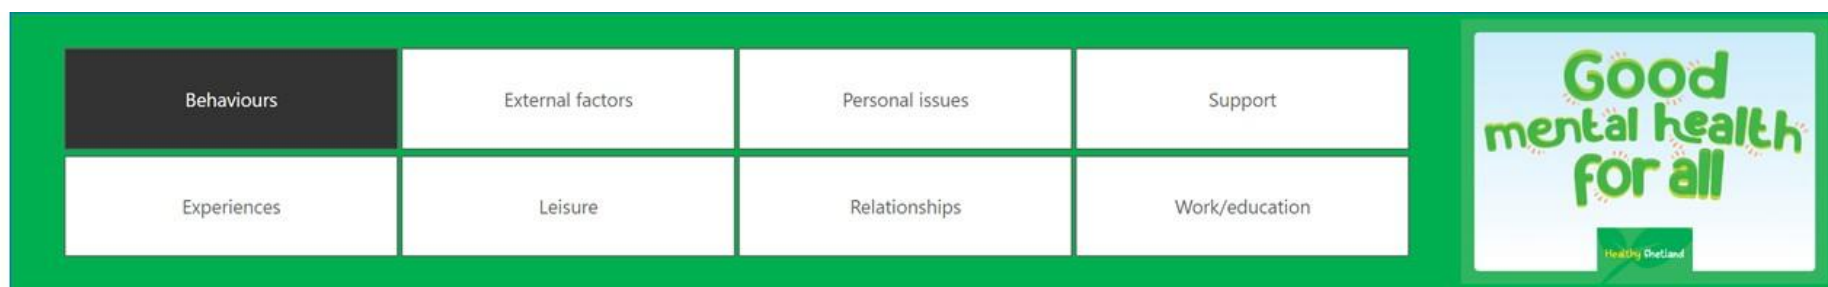 Behaviours
External factors
Personal issues
Support
Experiences
Leisure
Relationships
Work/education
Good
mental health
for all
Healthy Shetland